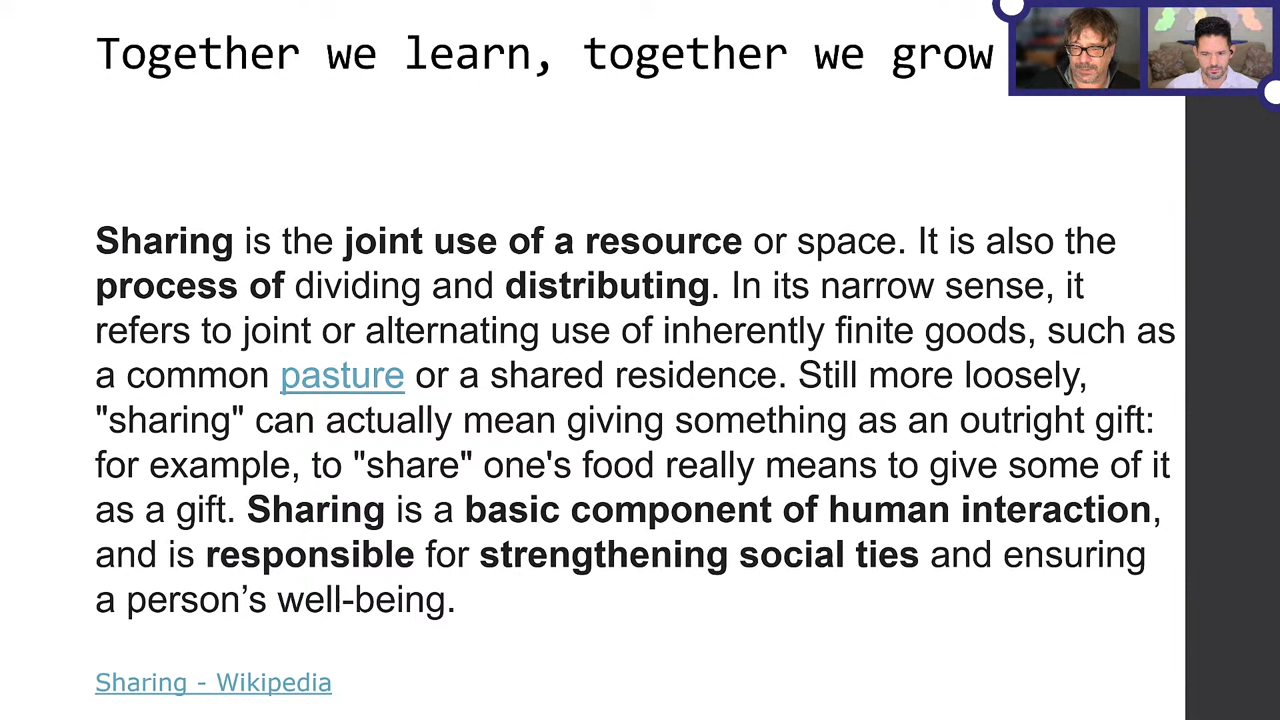 Together we learn, together we grow
Sharing is the joint use of a resource or space. It is also the
process of dividing and distributing. In its narrow sense, it
refers to joint or alternating use of inherently finite goods, such as
a common pasture or a shared residence. Still more loosely,
"sharing" can actually mean giving something as an outright gift:
for example, to "share" one's food really means to give some of it
as a gift. Sharing is a basic component of human interaction,
and is responsible for strengthening social ties and ensuring
a person’s well-being.
Sharing - Wikipedia